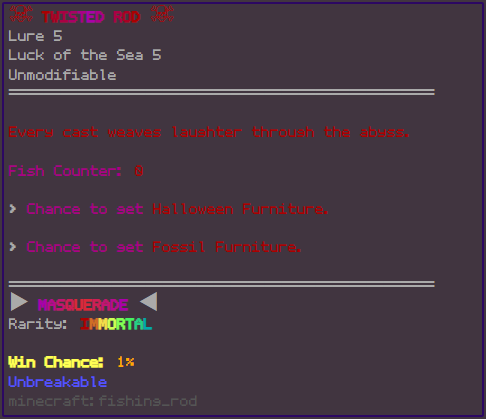 TWISTED ROD
Lure 5
Luck of the Sea 5
Unmodifiable
Every cast weaves laughter through the abyss.
Fish Counter: 0
> Chance to get Halloween Furniture.
> Chance to get Fossil Furniture.
▶ MASQUERADE ◀
Rarity: IMMORTAL
Win Chance: 1%
Unbreakable
minecraft:fishing_rod